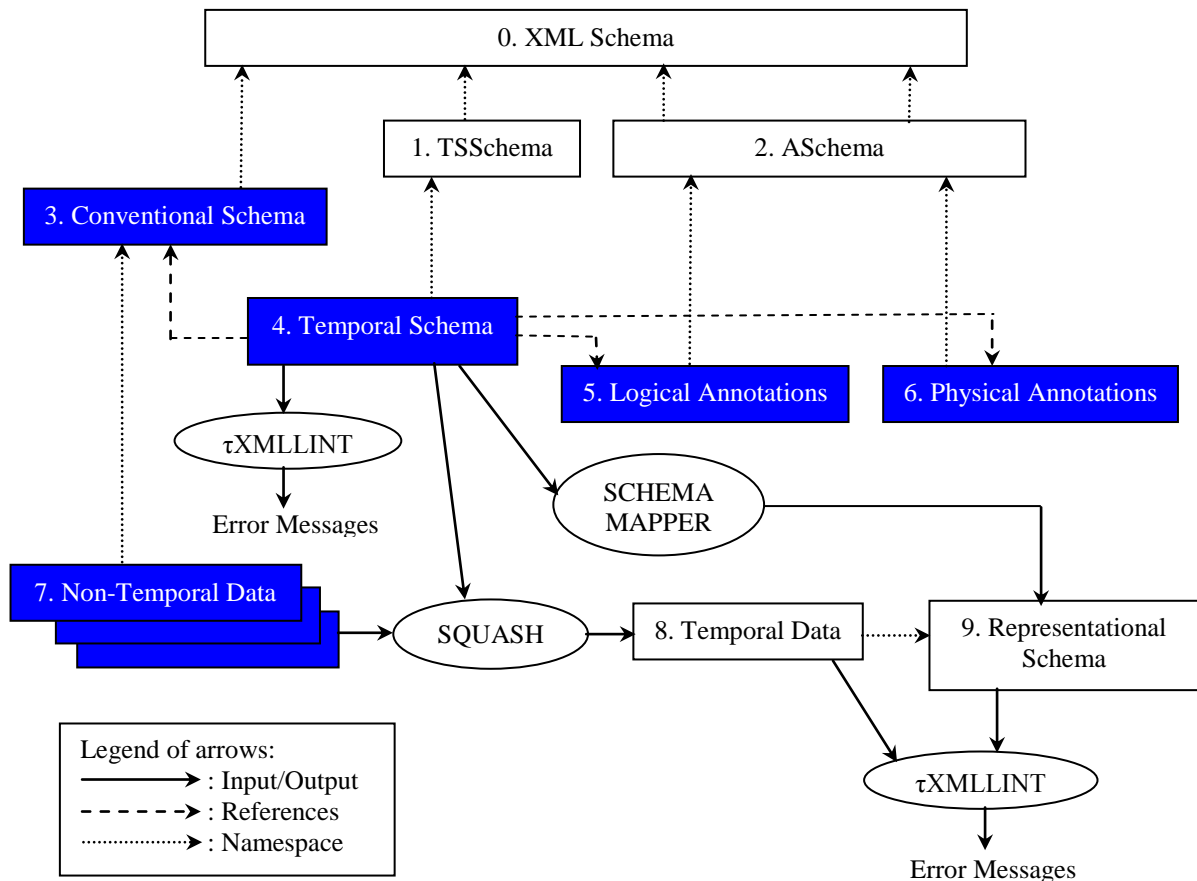 0. XML Schema
1. TSSchema
2. ASchema
3. Conventional Schema
4. Temporal Schema
5. Logical Annotations
6. Physical Annotations
τXMLLINT
SCHEMA
MAPPER
Error Messages
7. Non-Temporal Data
SQUASH
8. Temporal Data
9. Representational
Schema
Legend of arrows:
: Input/Output
: References
: Namespace
τXMLLINT
Error Messages